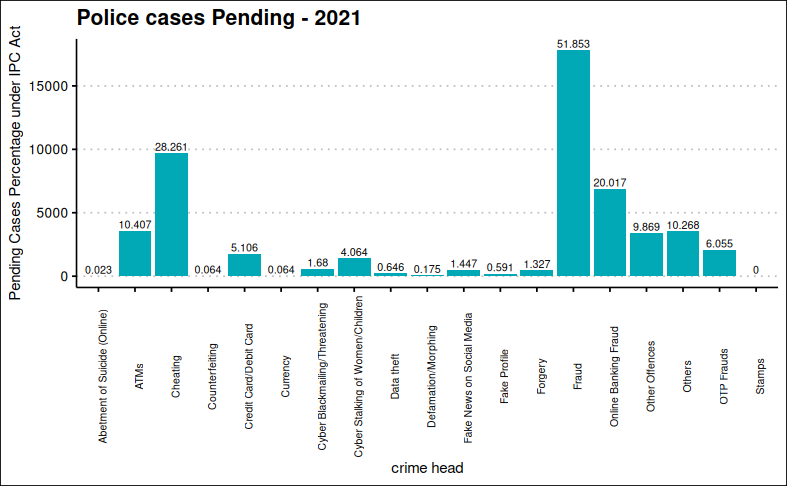 Police cases Pending - 2021
Pending Cases Percentage under IPC Act
15000
10000
5000
0
0.023
10.407
28.261
0.064
5.106
0.064
1.68
4.064
0.646
0.175
1.447
0.591
1.327
51.853
20.017
9.869
10.268
6.055
0
Abetment of Suicide (Online)
ATMs
Cheating
Counterfeiting
Credit Card/Debit Card
Currency
Cyber Blackmailing/Threatening
Cyber Stalking of Women/Children
Data theft
Defamation/Morphing
Fake News on Social Media
Fake Profile
Forgery
Fraud
Online Banking Fraud
Other Offences
Others
OTP Frauds
Stamps
crime head